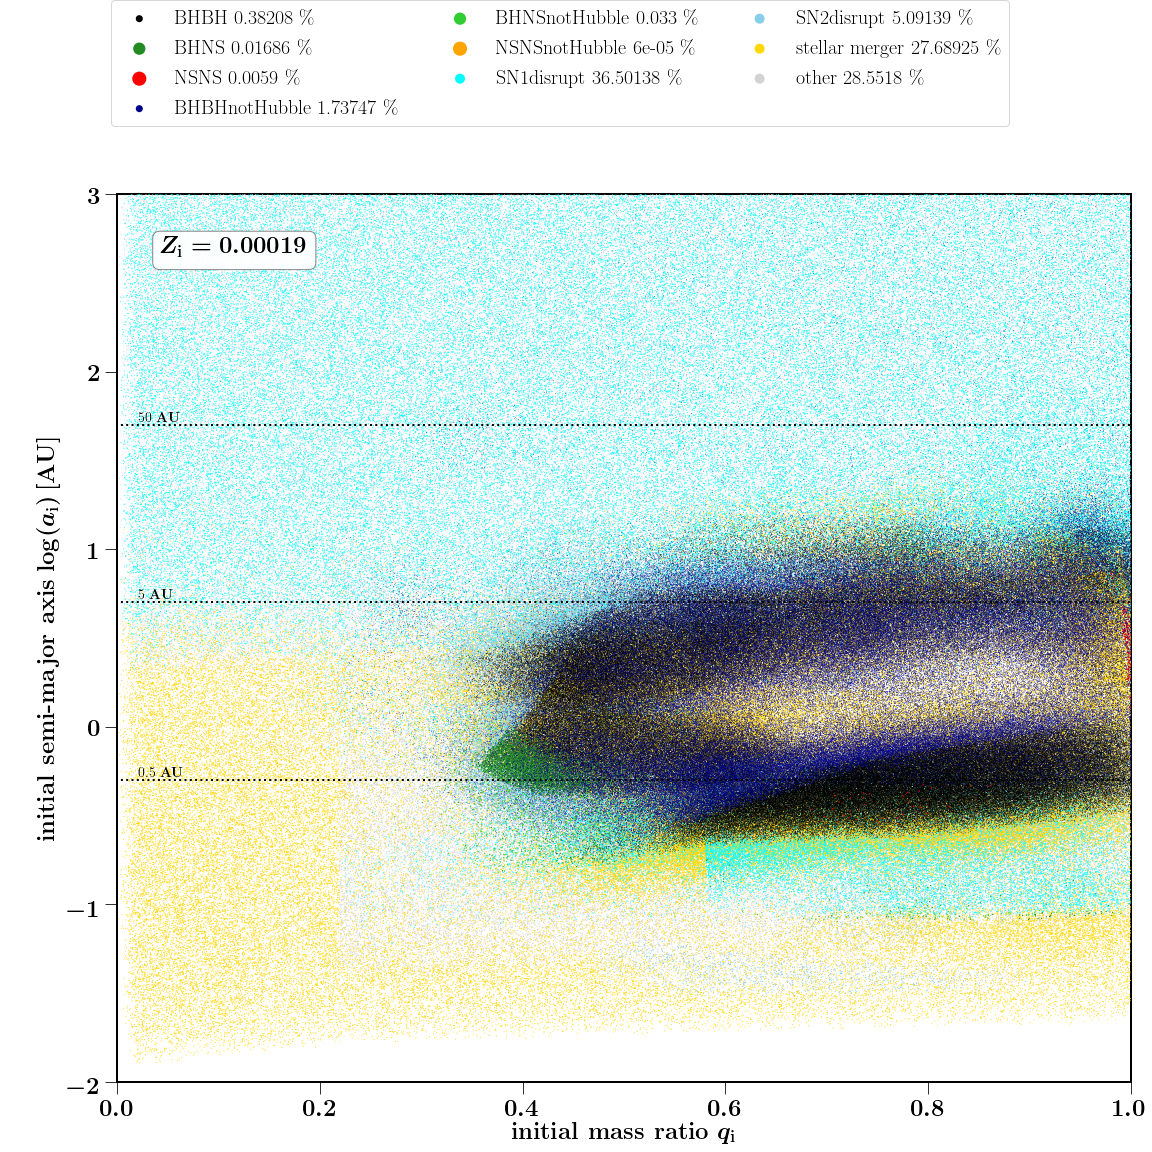 BHBH 0.38208 %
BHNS 0.01686 %
NSNS 0.0059 %
BHBHnotHubble 1.73747 %
BHNSnotHubble 0.033 %
NSNSnotHubble 6e-05 %
SN1disrupt 36.50138 %
SN2disrupt 5.09139 %
stellar merger 27.68925 %
other 28.5518 %
Zi = 0.00019
50 AU
5 AU
0.5 AU
3
2
1
0
−1
−2
initial semi-major axis log(ai) [AU]
0.0 0.2 0.4 0.6 0.8 1.0
initial mass ratio qi